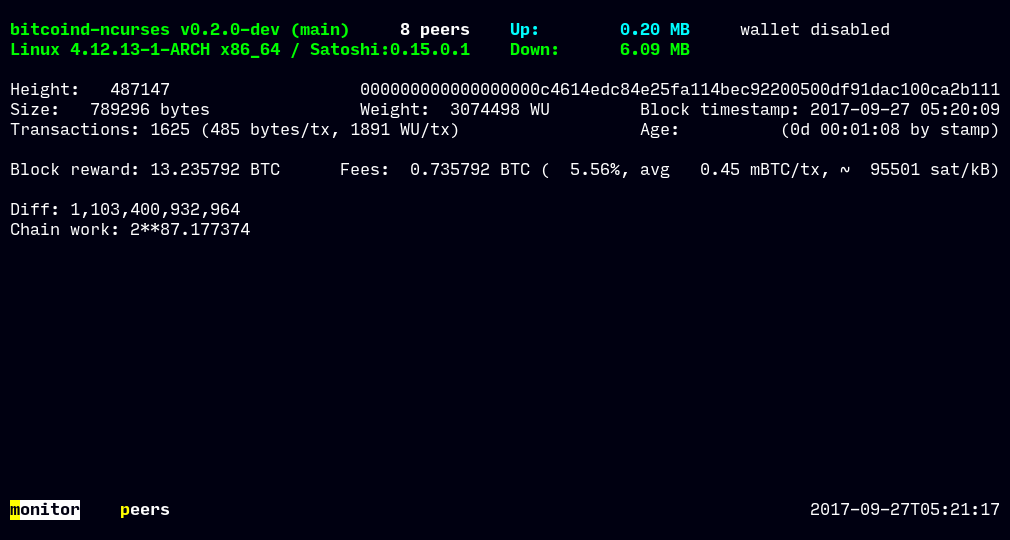 bitcoind-ncurses v0.2.0-dev (main)     8 peers    Up:        0.20 MB     wallet disabled
Linux 4.12.13-1-ARCH x86_64 / Satoshi:0.15.0.1    Down:      6.09 MB
Height:   487147                   000000000000000000c4614edc84e25fa114bec92200500df91dac100ca2b111
Size:   789296 bytes               Weight:  3074498 WU         Block timestamp: 2017-09-27 05:20:09
Transactions: 1625 (485 bytes/tx, 1891 WU/tx)                  Age:          (0d 00:01:08 by stamp)
Block reward: 13.235792 BTC      Fees:  0.735792 BTC (  5.56%, avg   0.45 mBTC/tx, ~  95501 sat/kB)
Diff: 1,103,400,932,964
Chain work: 2**87.177374
monitor    peers                                                                2017-09-27T05:21:17